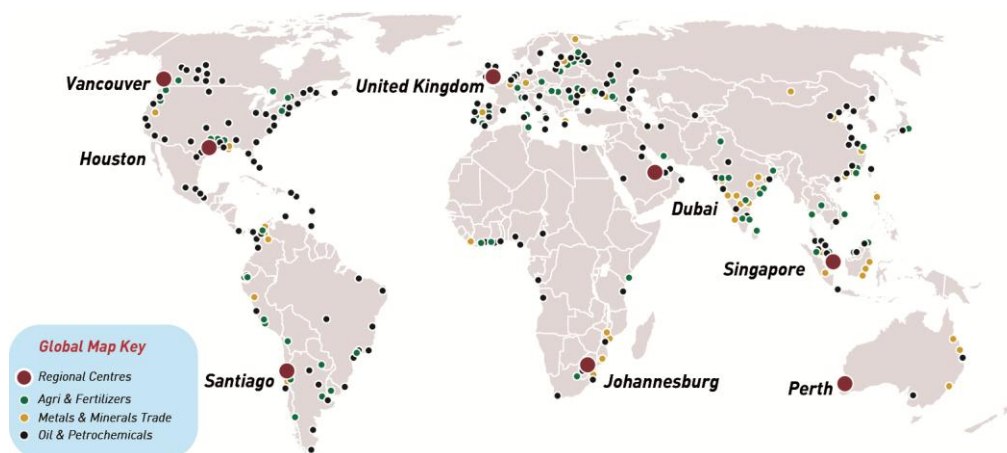 Vancouver
United Kingdom
Houston
Dubai
Singapore
Santiago
Johannesburg
Perth
Global Map Key
Regional Centres
Agri & Fertilizers
Metals & Minerals Trade
Oil & Petrochemicals